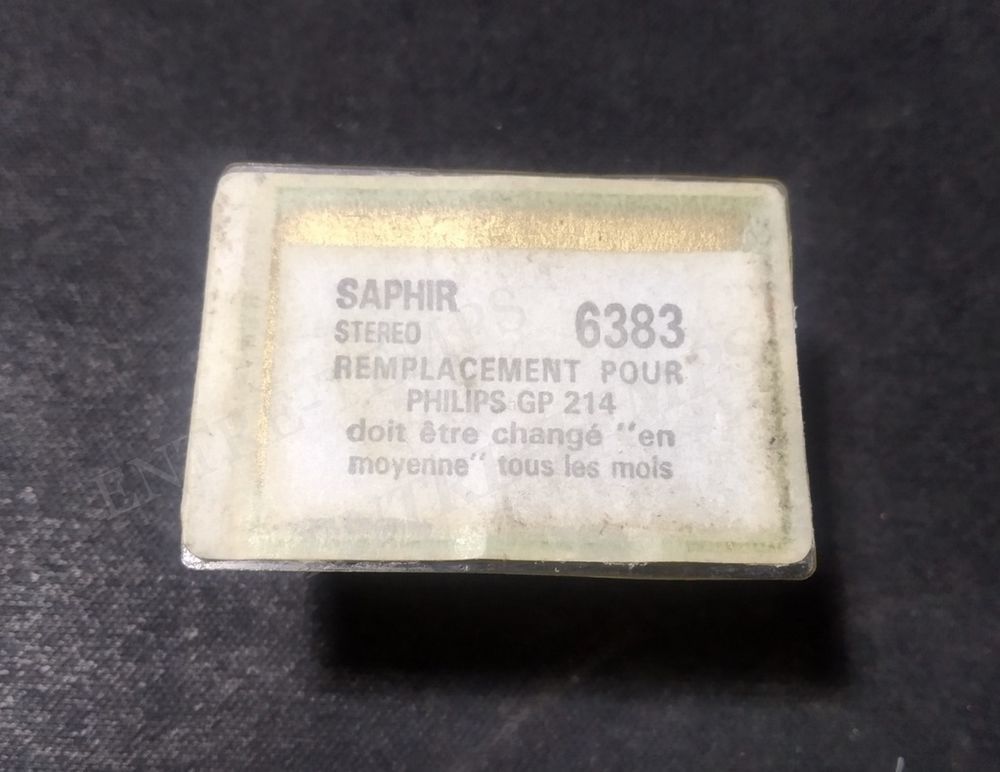 SAPHIR
STEREO 6383
REMPLACEMENT POUR
PHILIPS GP 214
doit être changé "en
moyenne" tous les mois